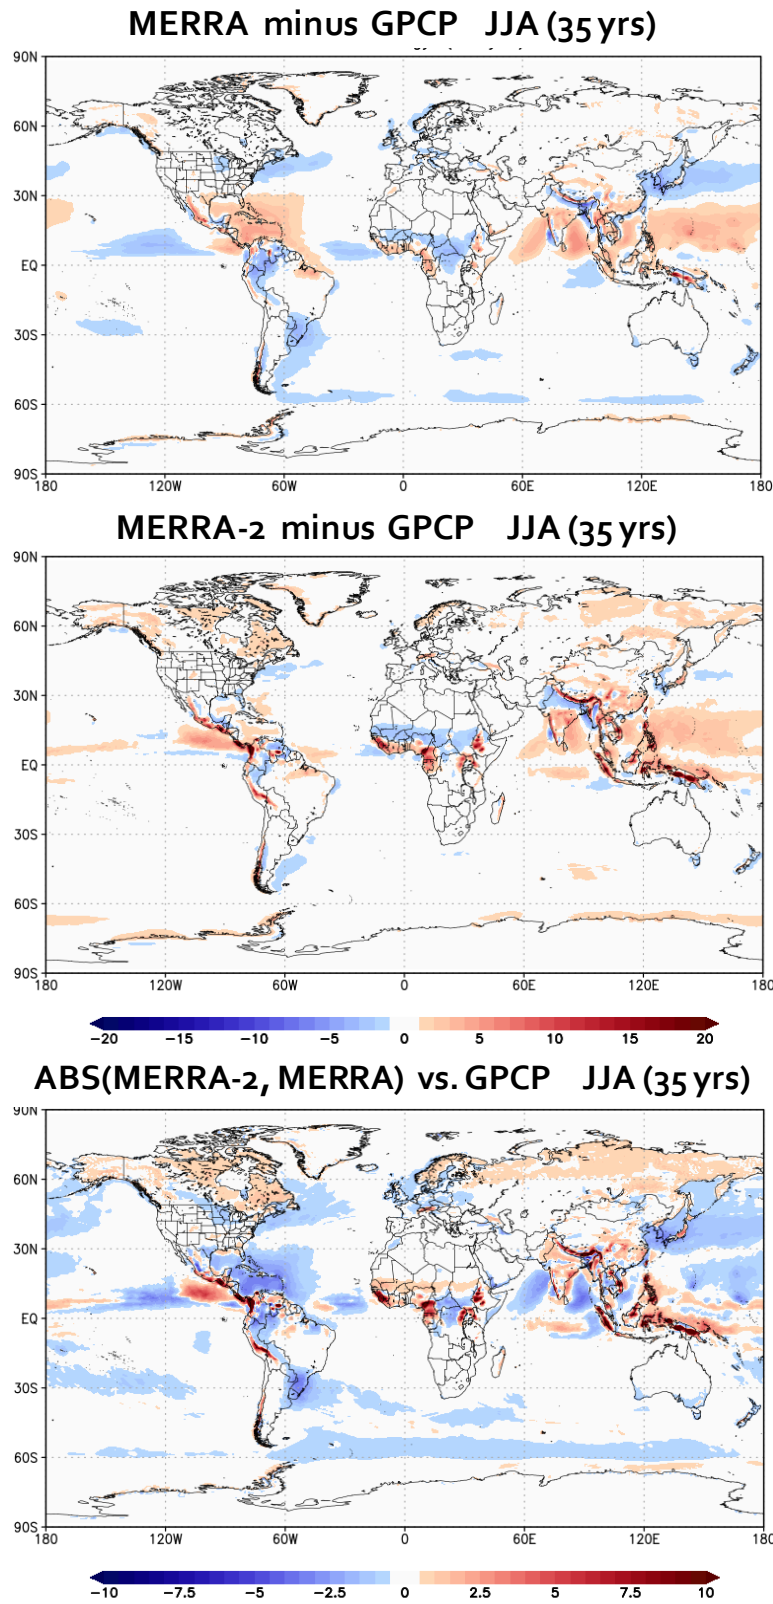 MERRA minus GPCP JJA (35 yrs)
90N
60N
30N
EQ
30S
60S
90S
180 120W 60W 0 60E 120E 180
MERRA-2 minus GPCP JJA (35 yrs)
90N
60N
30N
EQ
30S
60S
90S
180 120W 60W 0 60E 120E 180
-20 -15 -10 -5 0 5 10 15 20
ABS(MERRA-2, MERRA) vs. GPCP JJA (35 yrs)
90N
60N
30N
EQ
30S
60S
90S
180 120W 60W 0 60E 120E 180
-10 -7.5 -5 -2.5 0 2.5 5 7.5 10